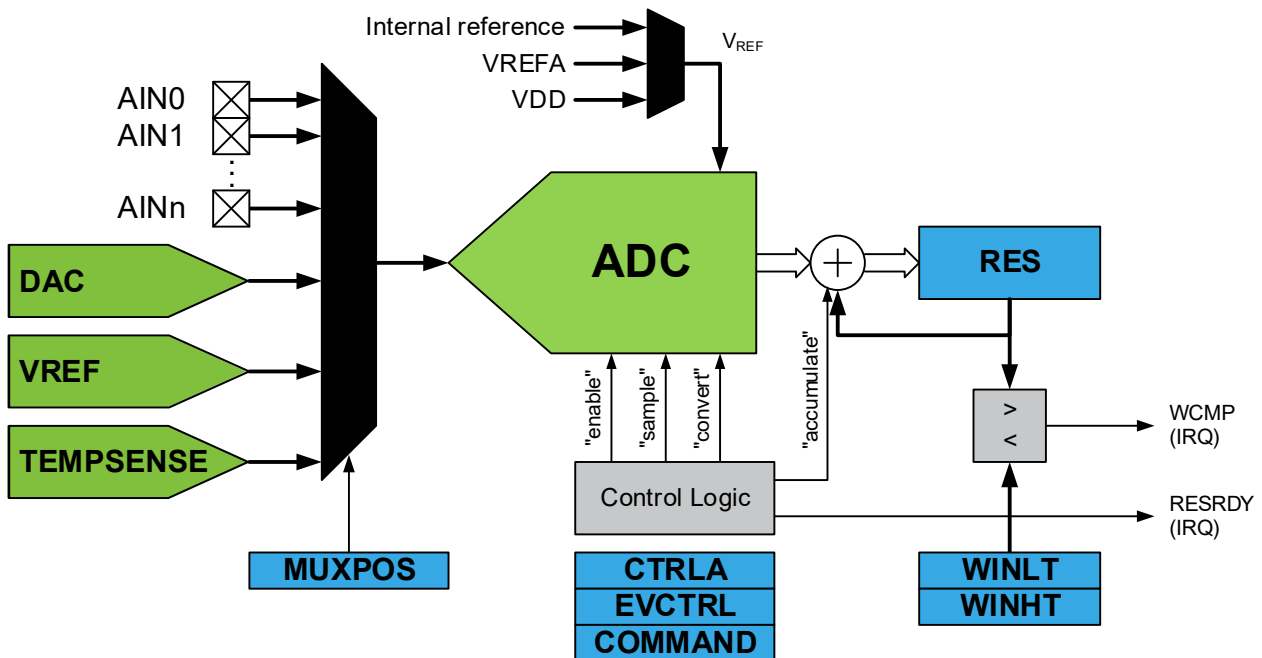 Internal reference
VREFA
VDD
VREF
AIN0
AIN1
AINn
DAC
VREF
TEMPSENSE
MUXPOS
ADC
"enable"
"sample"
"convert"
"accumulate"
Control Logic
CTRLA
EVCTRL
COMMAND
RES
>
<
WCMP
(IRQ)
RESRDY
(IRQ)
WINLT
WINHT